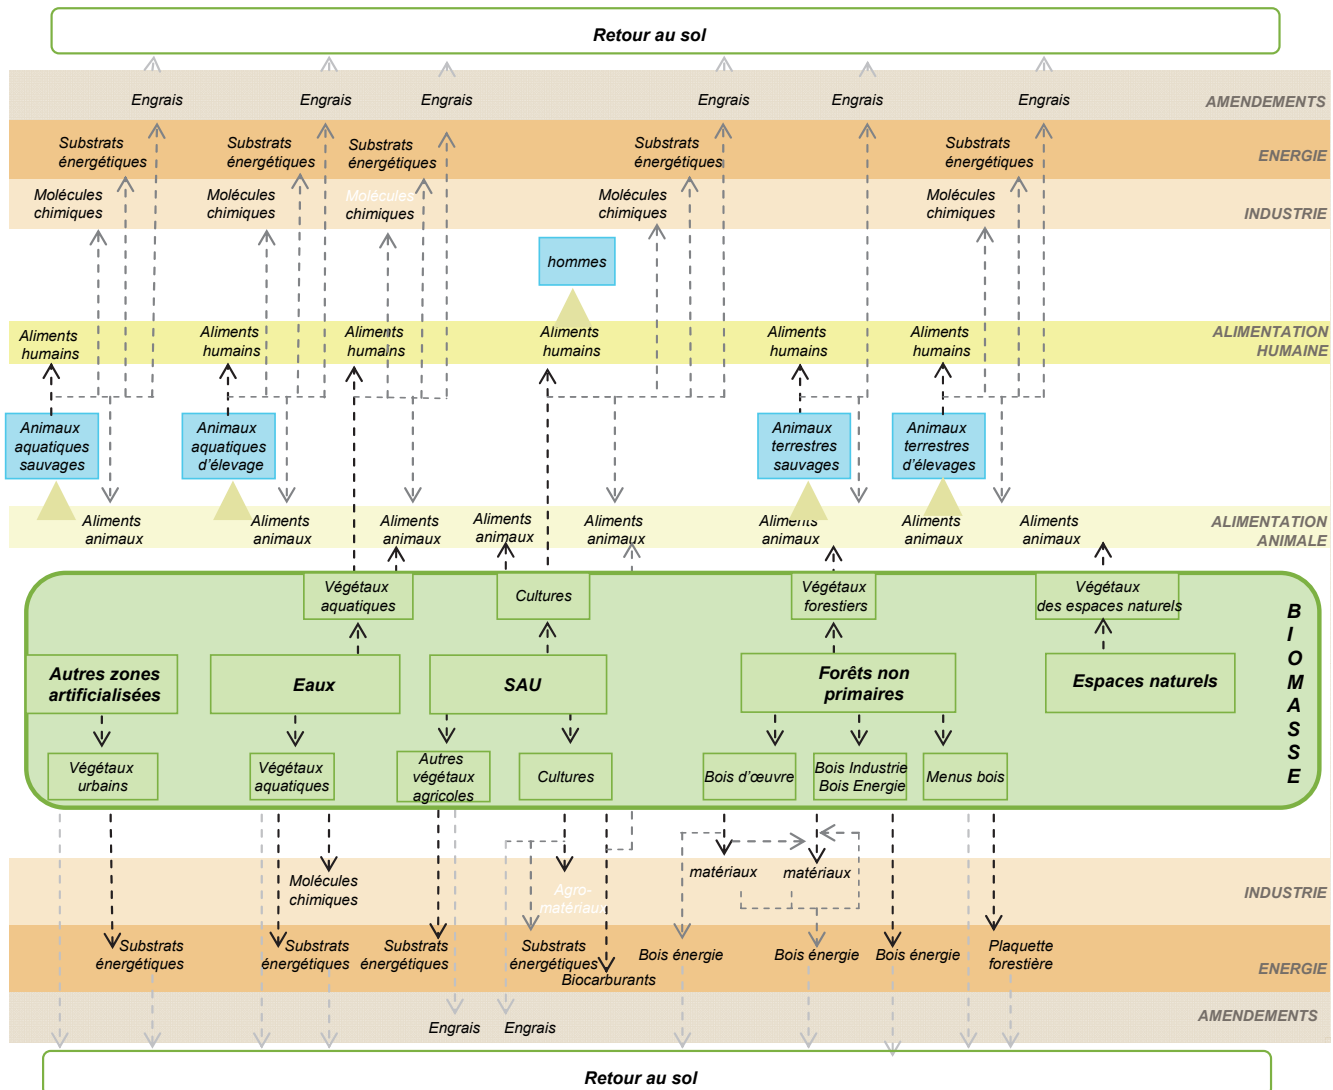 Retour au sol
Engrais Engrais Engrais Engrais Engrais Engrais
AMENDEMENTS
Substrats énergétiques
Substrats énergétiques
Substrats énergétiques
Substrats énergétiques
Substrats énergétiques
ENERGIE
Molécules chimiques
Molécules chimiques
Molécules chimiques
Molécules chimiques
Molécules chimiques
INDUSTRIE
hommes
Aliments humains
Aliments humains
Aliments humains
Aliments humains
Aliments humains
Aliments humains
ALIMENTATION
HUMAINE
Animaux
aquatiques
sauvages
Animaux
aquatiques
d'élevage
Animaux
terrestres
sauvages
Animaux
terrestres
d'élevages
Aliments animaux
Aliments animaux
Aliments animaux
Aliments animaux
Aliments animaux
Aliments animaux
Aliments animaux
Aliments animaux
ALIMENTATION
ANIMALE
Végétaux
aquatiques
Cultures
Végétaux
forestiers
Végétaux
des espaces naturels
BIOMASSE
Autres zones
artificialisées
Eaux
SAU
Forêts non
primaires
Espaces naturels
Végétaux
urbains
Végétaux
aquatiques
Autres
végétaux
agricoles
Cultures
Bois d'œuvre
Bois Industrie
Bois Energie
Menus bois
Molécules
chimiques
Agro-
matériaux
matériaux
matériaux
INDUSTRIE
Substrats
énergétiques
Substrats
énergétiques
Substrats
énergétiques
Substrats
énergétiques
Biocarburants
Bois énergie
Bois énergie
Bois énergie
Plaquette
forestière
ENERGIE
Engrais Engrais
AMENDEMENTS
Retour au sol